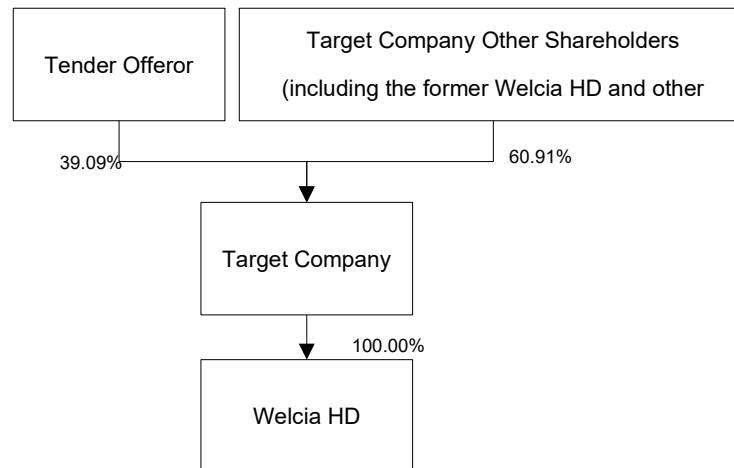 Tender Offeror
Target Company Other Shareholders
(including the former Welcia HD and other
39.09%
60.91%
Target Company
100.00%
Welcia HD